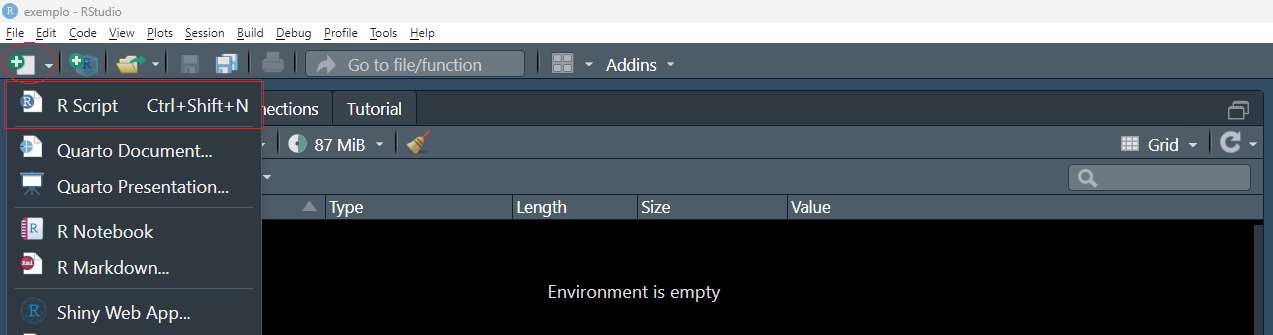 exemplo - RStudio
File Edit Code View Plots Session Build Debug Profile Tools Help
Go to file/function Addins
R Script Ctrl+Shift+N
nections Tutorial
Quarto Document...
87 MiB Grid
Quarto Presentation...
Type Length Size Value
R Notebook
R Markdown...
Environment is empty
Shiny Web App...